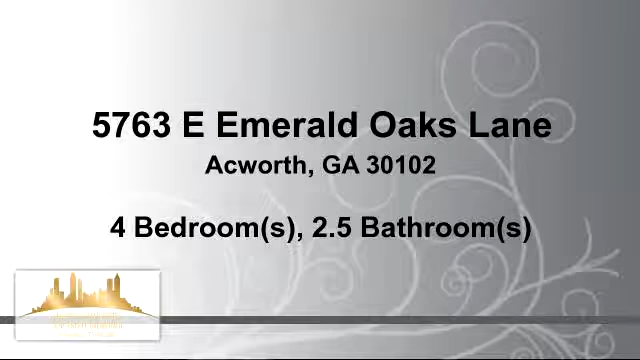 5763 E Emerald Oaks Lane
Acworth, GA 30102
4 Bedroom(s), 2.5 Bathroom(s)